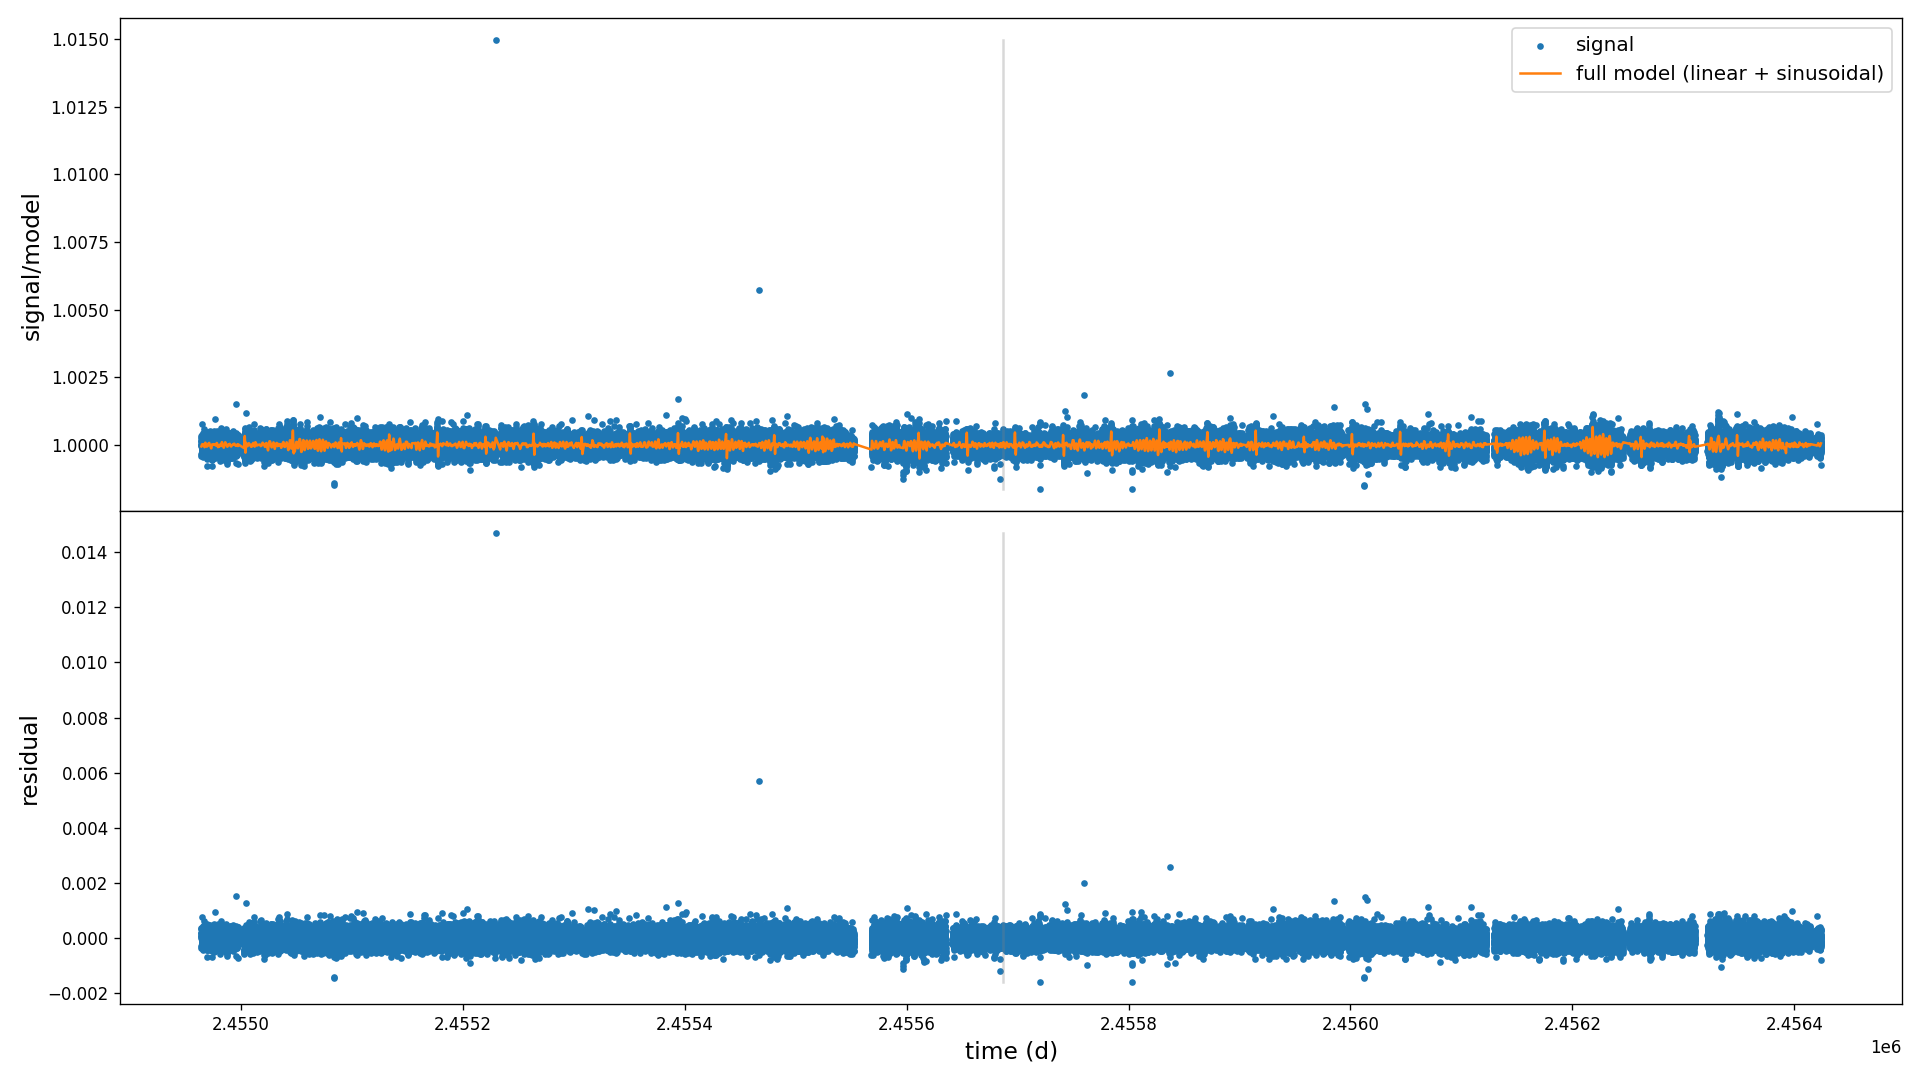 1.0150
1.0125
1.0100
1.0075
1.0050
1.0025
1.0000
signal/model
signal
full model (linear + sinusoidal)
0.014
0.012
0.010
0.008
0.006
0.004
0.002
0.000
−0.002
residual
2.4550 2.4552 2.4554 2.4556 2.4558 2.4560 2.4562 2.4564
time (d)
1e6